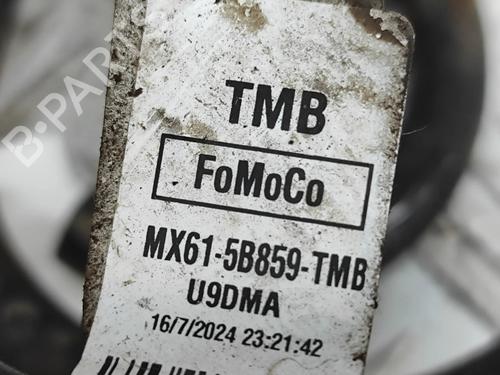 TMB
FoMoCo
MX61-5B859-TMB
U9DMA
16/7/2024 23:21:42
B-PARTS